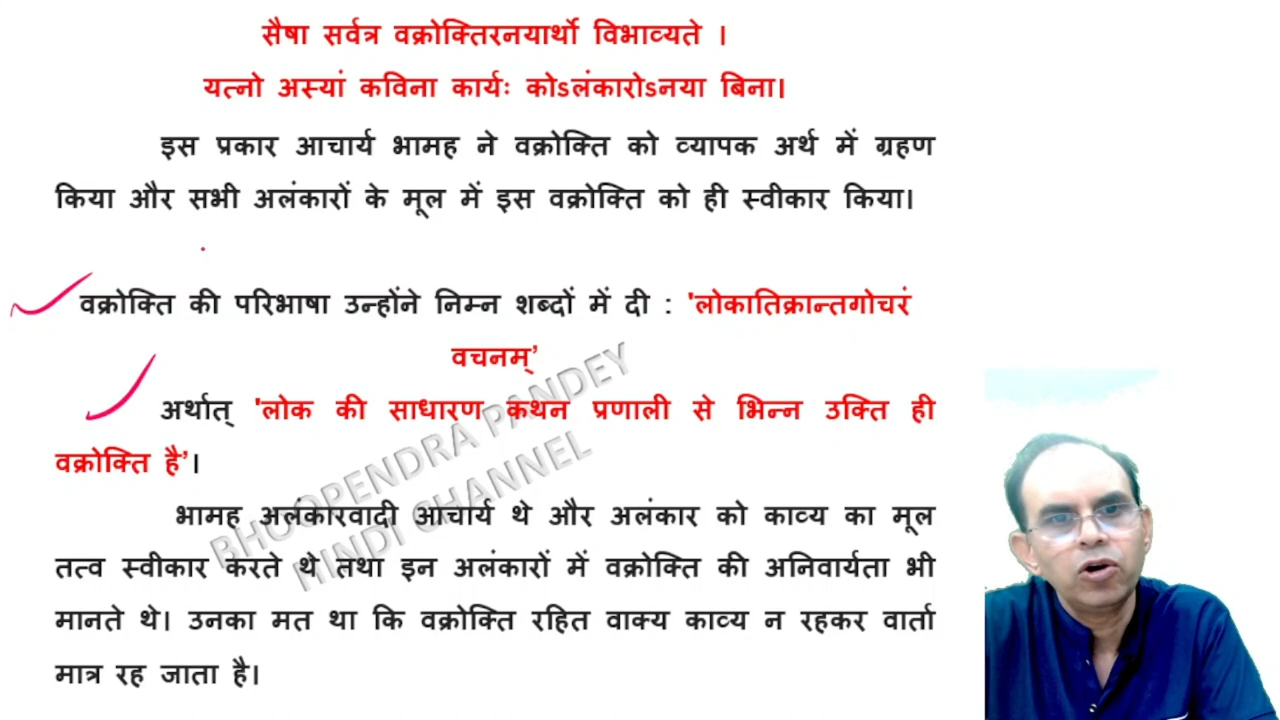 सैषा सर्वत्र वक्रोक्तिरनयार्थो विभाव्यते ।
यत्नो अस्यां कविना कार्यः कोऽलंकारोऽनया बिना।
इस प्रकार आचार्य भामह ने वक्रोक्ति को व्यापक अर्थ में ग्रहण
किया और सभी अलंकारों के मूल में इस वक्रोक्ति को ही स्वीकार किया।
वक्रोक्ति की परिभाषा उन्होंने निम्न शब्दों में दी : 'लोकातिक्रान्तगोचरं
वचनम्’
अर्थात् 'लोक की साधारण कथन प्रणाली से भिन्न उक्ति ही
वक्रोक्ति है’।
भामह अलंकारवादी आचार्य थे और अलंकार को काव्य का मूल
तत्व स्वीकार करते थे तथा इन अलंकारों में वक्रोक्ति की अनिवार्यता भी
मानते थे। उनका मत था कि वक्रोक्ति रहित वाक्य काव्य न रहकर वार्ता
मात्र रह जाता है।
BHOOPENDRA PANDEY
HINDI CHANNEL